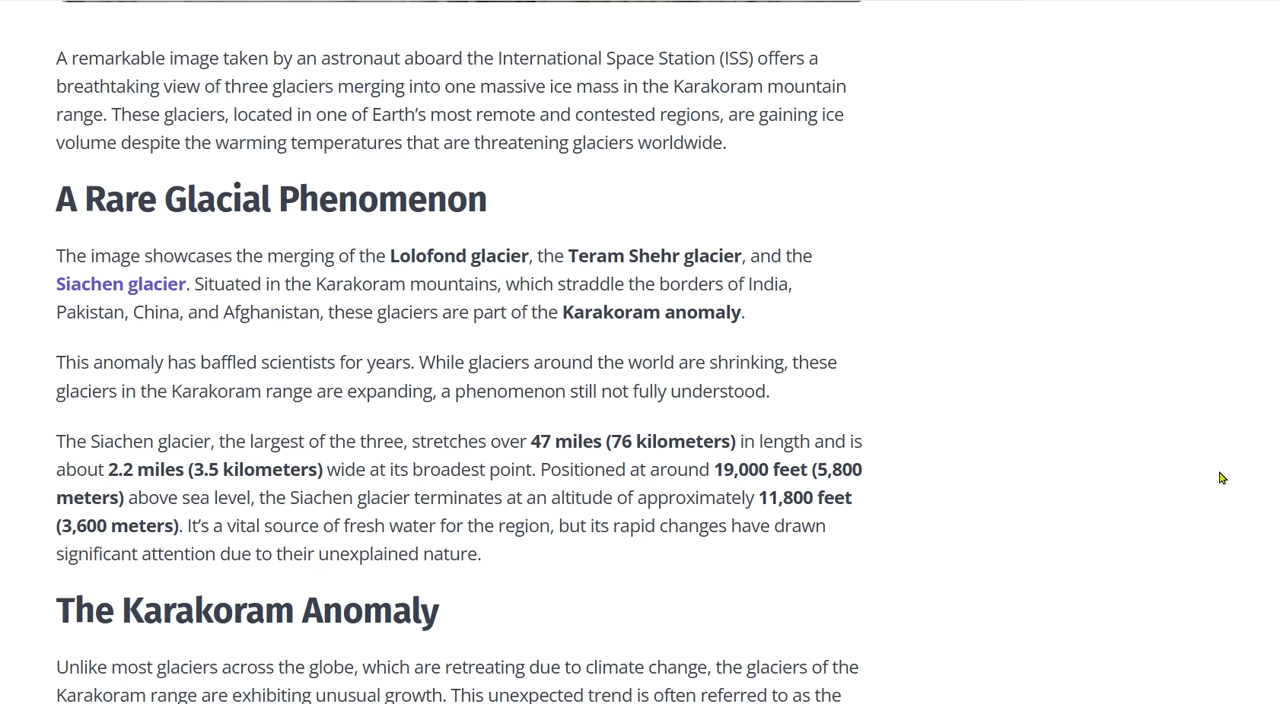 A remarkable image taken by an astronaut aboard the International Space Station (ISS) offers a
breathtaking view of three glaciers merging into one massive ice mass in the Karakoram mountain
range. These glaciers, located in one of Earth’s most remote and contested regions, are gaining ice
volume despite the warming temperatures that are threatening glaciers worldwide.
A Rare Glacial Phenomenon
The image showcases the merging of the Lolofond glacier, the Teram Shehr glacier, and the
Siachen glacier. Situated in the Karakoram mountains, which straddle the borders of India,
Pakistan, China, and Afghanistan, these glaciers are part of the Karakoram anomaly.
This anomaly has baffled scientists for years. While glaciers around the world are shrinking, these
glaciers in the Karakoram range are expanding, a phenomenon still not fully understood.
The Siachen glacier, the largest of the three, stretches over 47 miles (76 kilometers) in length and is
about 2.2 miles (3.5 kilometers) wide at its broadest point. Positioned at around 19,000 feet (5,800
meters) above sea level, the Siachen glacier terminates at an altitude of approximately 11,800 feet
(3,600 meters). It’s a vital source of fresh water for the region, but its rapid changes have drawn
significant attention due to their unexplained nature.
The Karakoram Anomaly
Unlike most glaciers across the globe, which are retreating due to climate change, the glaciers of the
Karakoram range are exhibiting unusual growth. This unexpected trend is often referred to as the